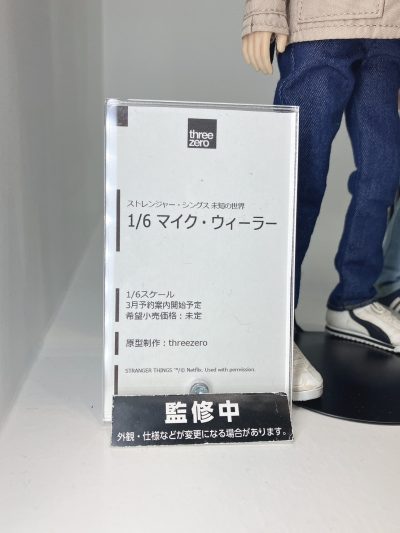 three
zero
ストレンジャー・シングス 未知の世界
1/6 マイク・ウィーラー
1/6スケール
3月予約案内開始予定
希望小売価格：未定
原型制作：threezero
STRANGER THINGS ™/© Netflix. Used with permission.
監修中
外観・仕様などが変更になる場合があります。